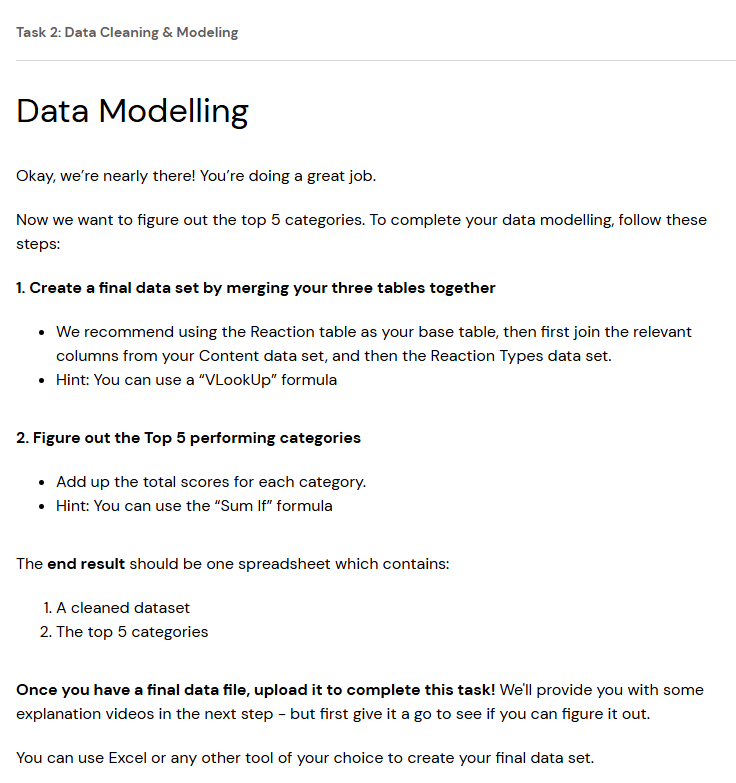 Task 2: Data Cleaning & Modeling
Data Modelling
Okay, we’re nearly there! You’re doing a great job.
Now we want to figure out the top 5 categories. To complete your data modelling, follow these
steps:
1. Create a final data set by merging your three tables together
• We recommend using the Reaction table as your base table, then first join the relevant
columns from your Content data set, and then the Reaction Types data set.
• Hint: You can use a “VLookUp” formula
2. Figure out the Top 5 performing categories
• Add up the total scores for each category.
• Hint: You can use the “Sum If” formula
The end result should be one spreadsheet which contains:
1. A cleaned dataset
2. The top 5 categories
Once you have a final data file, upload it to complete this task! We'll provide you with some
explanation videos in the next step - but first give it a go to see if you can figure it out.
You can use Excel or any other tool of your choice to create your final data set.